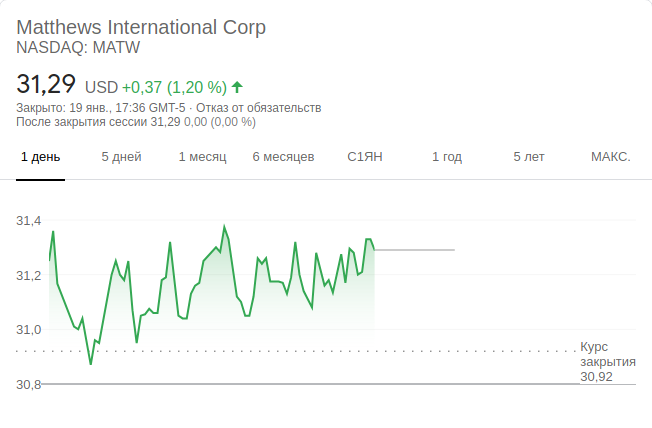 Matthews International Corp
NASDAQ: MATW
31,29 USD +0,37 (1,20 %)
Закрыто: 19 янв., 17:36 GMT-5 · Отказ от обязательств
После закрытия сессии 31,29 0,00 (0,00 %)
1 день 5 дней 1 месяц 6 месяцев С1ЯН 1 год 5 лет МАКС.
31,4
31,2
31,0
Курс
закрытия
30,92
30,8